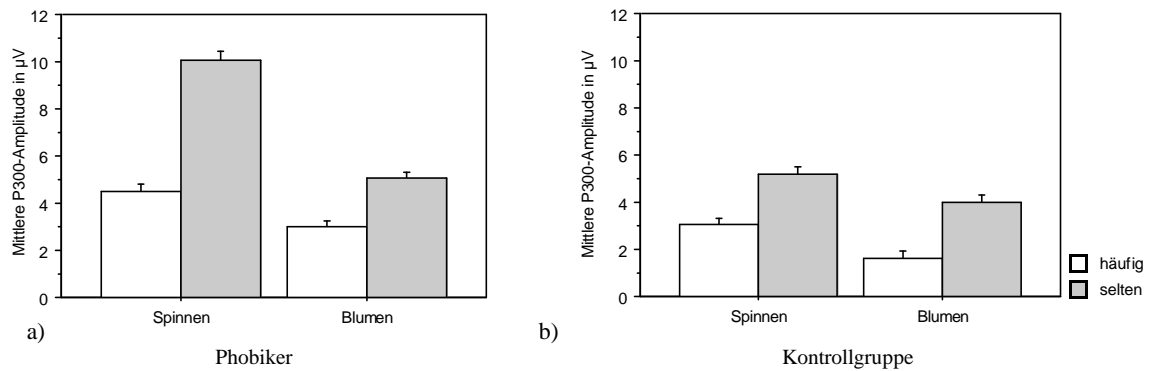 Mittlere P300-Amplitude in µV
12
10
8
6
4
2
0
Spinnen Blumen
a)
Phobiker
Mittlere P300-Amplitude in µV
12
10
8
6
4
2
0
Spinnen Blumen
b)
Kontrollgruppe
häufig
selten